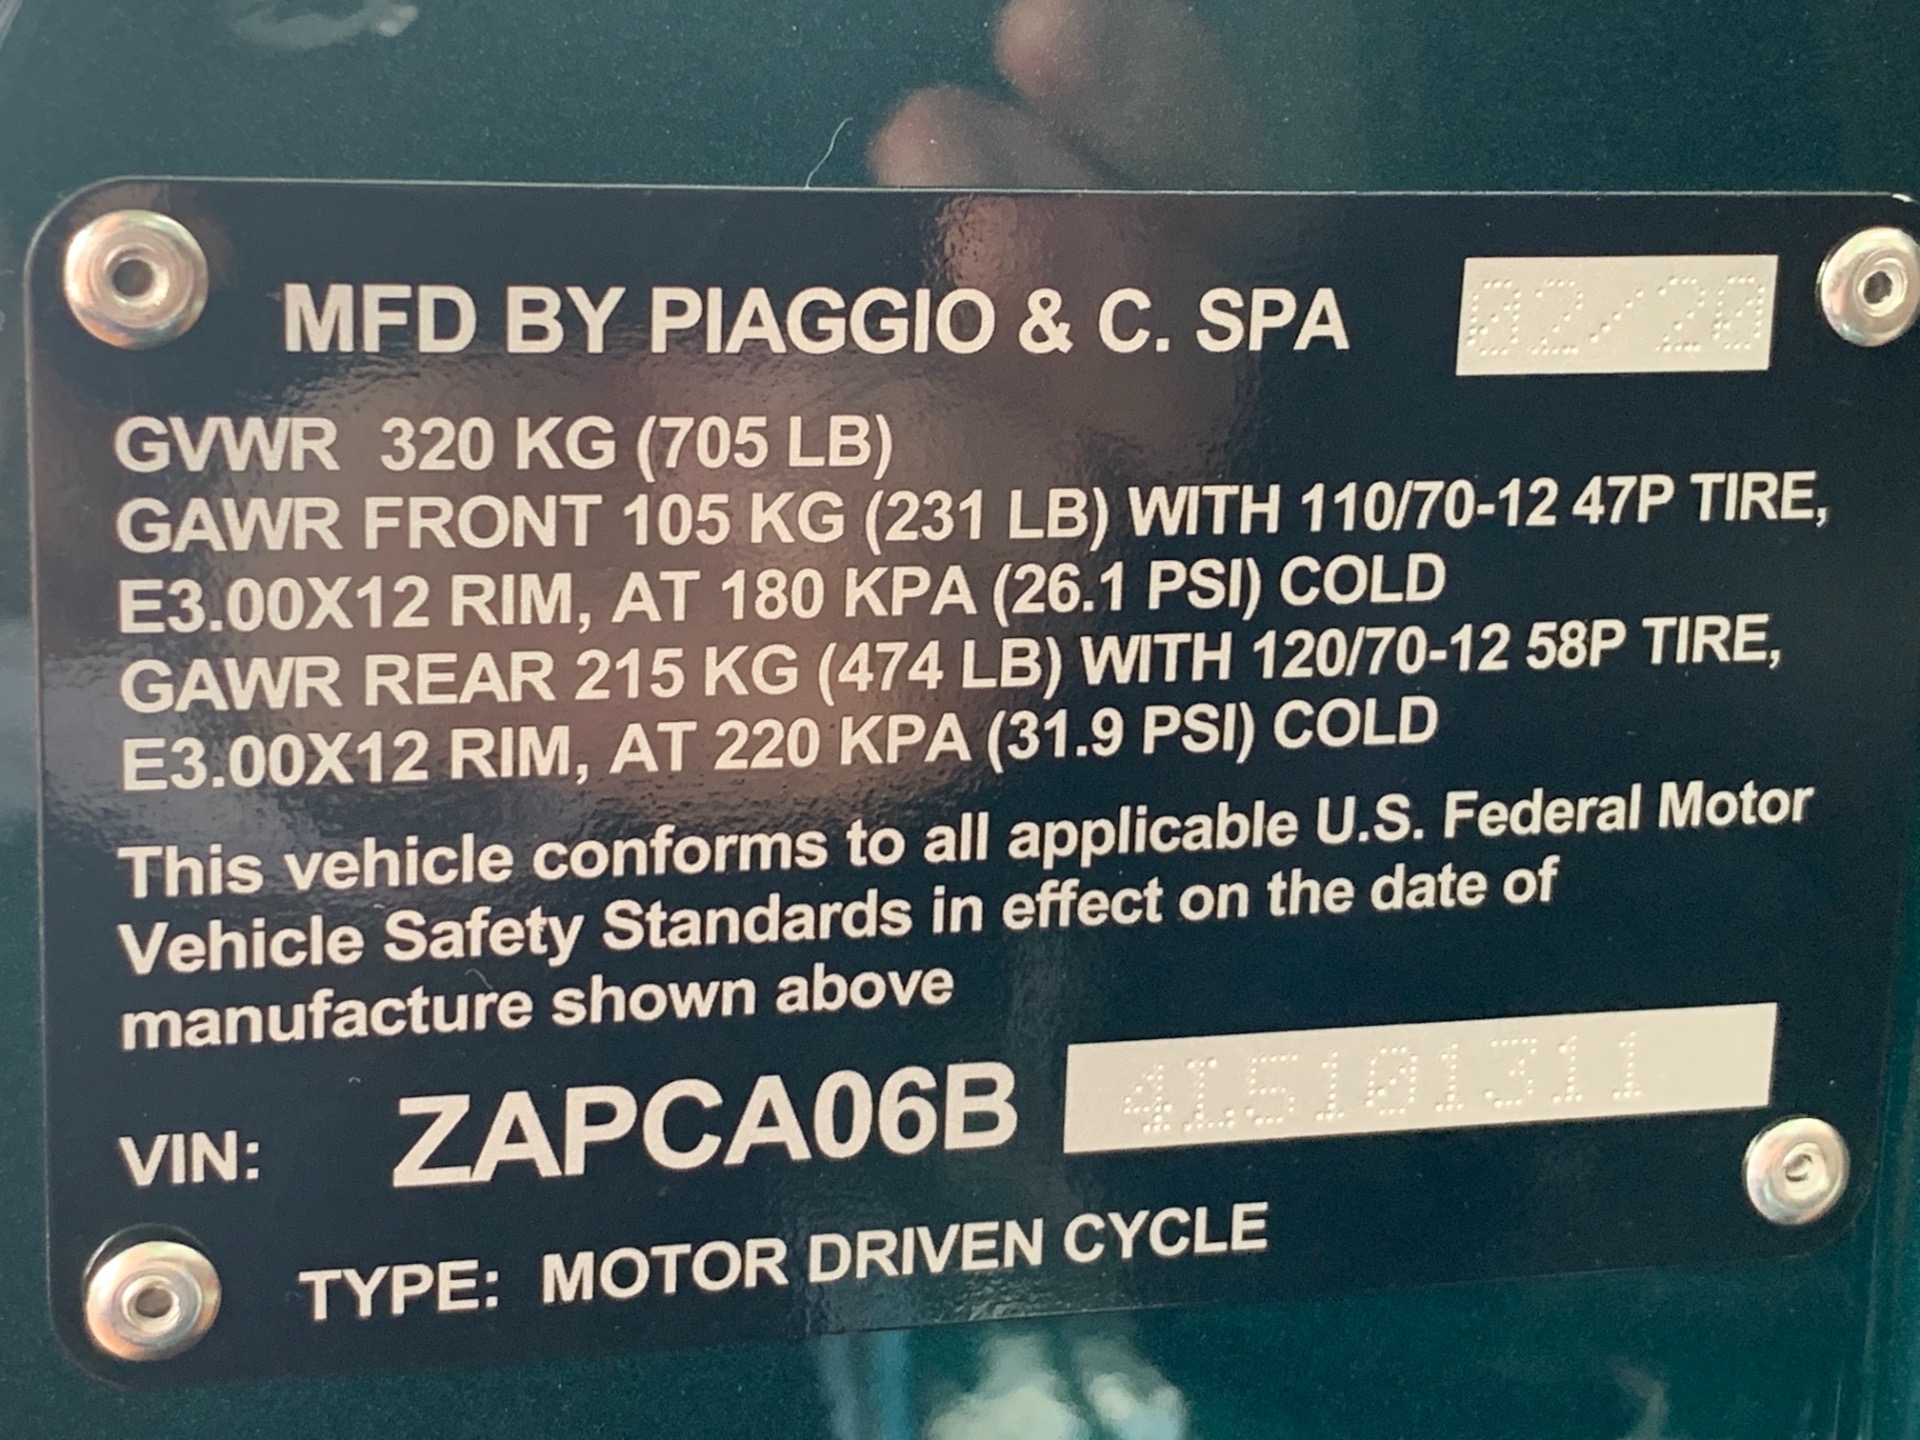 MFD BY PIAGGIO & C. SPA 02/20
GVWR 320 KG (705 LB)
GAWR FRONT 105 KG (231 LB) WITH 110/70-12 47P TIRE,
E3.00X12 RIM, AT 180 KPA (26.1 PSI) COLD
GAWR REAR 215 KG (474 LB) WITH 120/70-12 58P TIRE,
E3.00X12 RIM, AT 220 KPA (31.9 PSI) COLD
This vehicle conforms to all applicable U.S. Federal Motor
Vehicle Safety Standards in effect on the date of
manufacture shown above
VIN: ZAPCA06B 4L5101311
TYPE: MOTOR DRIVEN CYCLE